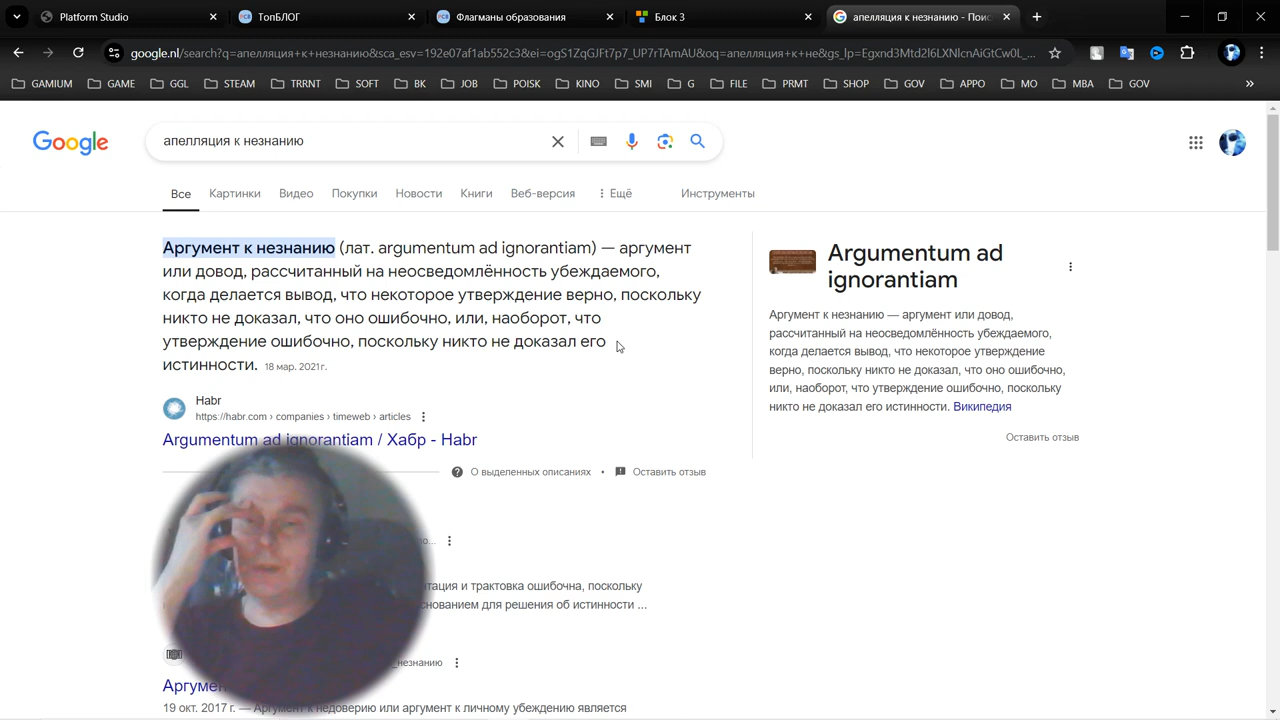 Platform Studio
ТопБЛОГ
Флагманы образования
Блок 3
апелляция к незнанию - Поис
google.nl/search?q=апелляция+к+незнанию&sca_esv=192e07af1ab552c3&ei=ogS1ZqGJFt7p7_UP7rTAmAU&oq=апелляция+к+не&gs_lp=Egxnd3Mtd2l6LXNlcnAiGtCw0L_...
GAMIUM GAME GGL STEAM TRRNT SOFT BK JOB POISK KINO SMI G FILE PRMT SHOP GOV APPO MO MBA GOV
Google
апелляция к незнанию
Все Картинки Видео Покупки Новости Книги Веб-версия Ещё Инструменты
Аргумент к незнанию (лат. argumentum ad ignorantiam) — аргумент
или довод, рассчитанный на неосведомлённость убеждаемого,
когда делается вывод, что некоторое утверждение верно, поскольку
никто не доказал, что оно ошибочно, или, наоборот, что
утверждение ошибочно, поскольку никто не доказал его
истинности. 18 мар. 2021 г.
Habr
https://habr.com › companies › timeweb › articles
Argumentum ad ignorantiam / Хабр - Habr
О выделенных описаниях • Оставить отзыв
Argumentum ad
ignorantiam
Аргумент к незнанию — аргумент или довод,
рассчитанный на неосведомлённость убеждаемого,
когда делается вывод, что некоторое утверждение
верно, поскольку никто не доказал, что оно
ошибочно, или, наоборот, что утверждение ошибочно, поскольку
никто не доказал его истинности. Википедия
Оставить отзыв
тация и трактовка ошибочна, поскольку
снованием для решения об истинности ...
незнанию
Аргумен
19 окт. 2017 г. — Аргумент к недоверию или аргумент к личному убеждению является